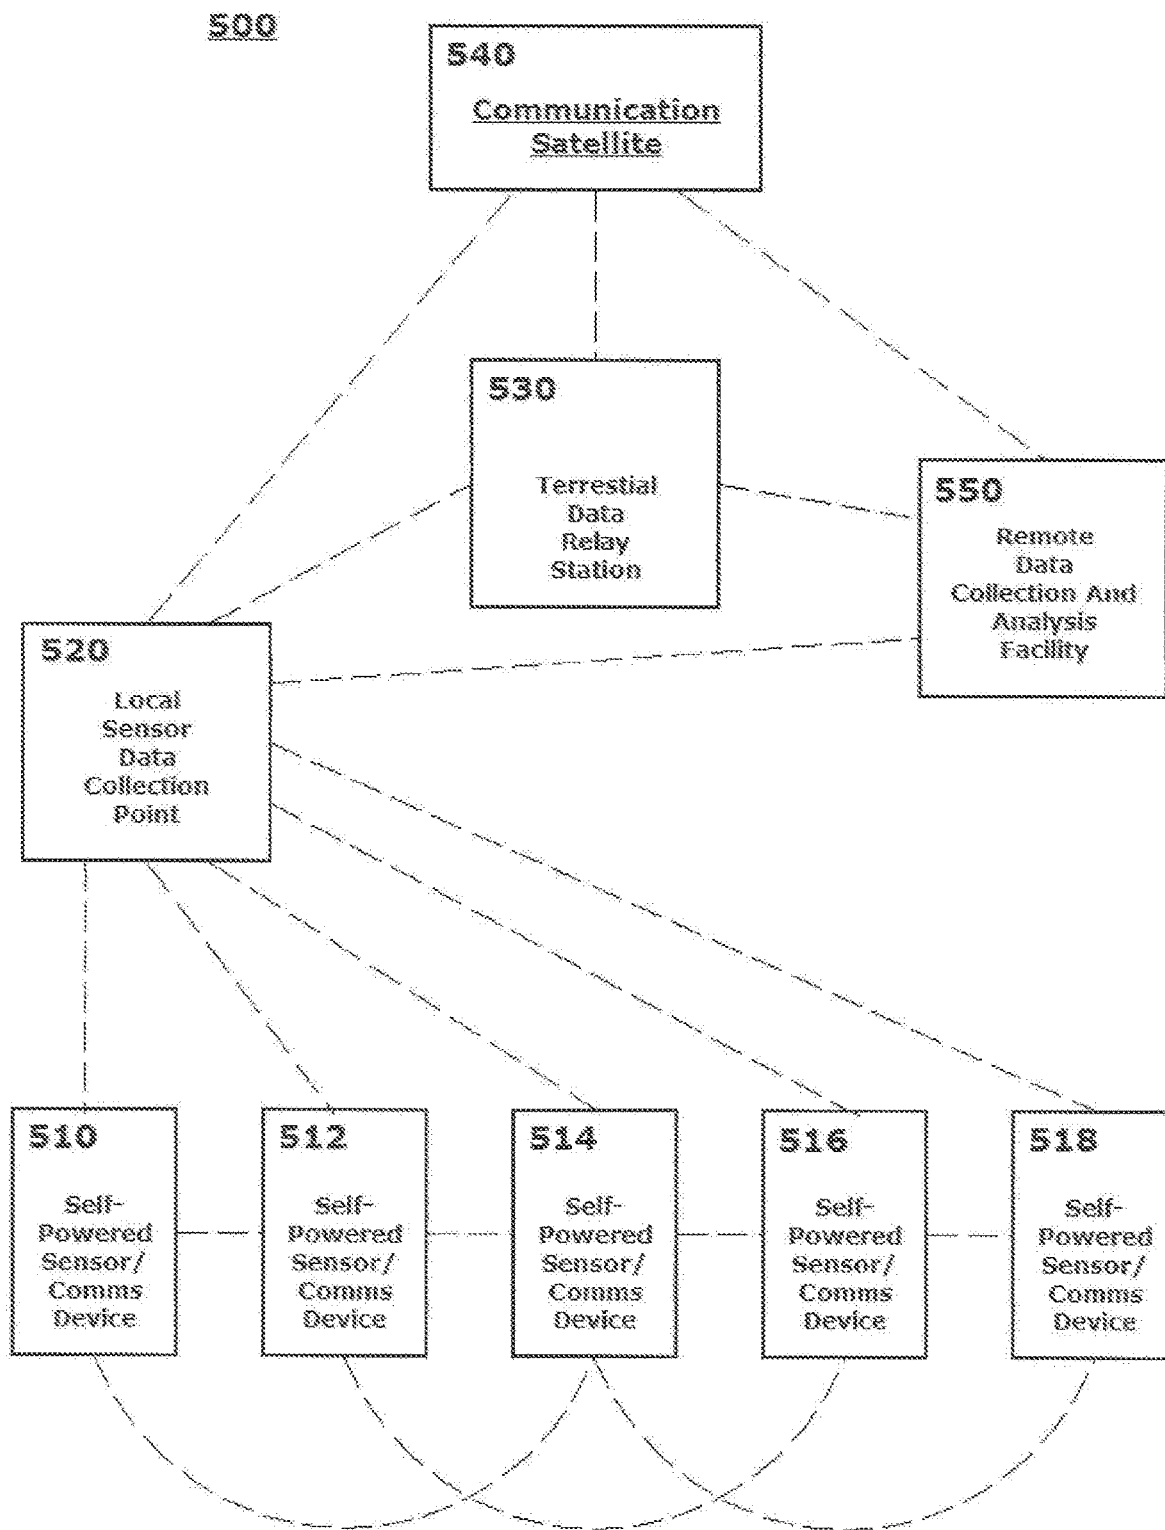 500
540
Communication
Satellite
530
Terrestial
Data
Relay
Station
550
Remote
Data
Collection And
Analysis
Facility
520
Local
Sensor
Data
Collection
Point
510
Self-
Powered
Sensor/
Comms
Device
512
Self-
Powered
Sensor/
Comms
Device
514
Self-
Powered
Sensor/
Comms
Device
516
Self-
Powered
Sensor/
Comms
Device
518
Self-
Powered
Sensor/
Comms
Device